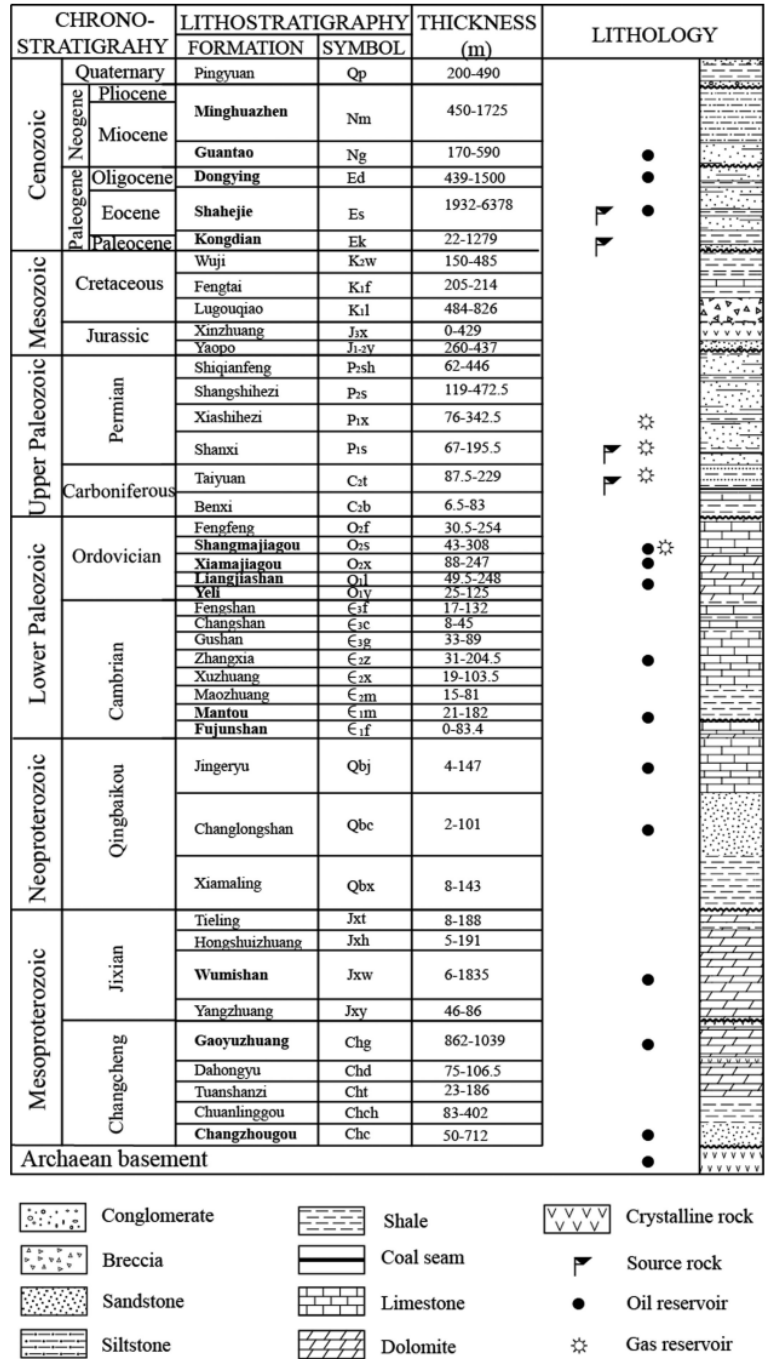 CHRONO-STRATIGRAHY LITHOSTRATIGRAPHY THICKNESS (m) LITHOLOGY
FORMATION SYMBOL
Cenozoic Quaternary Pingyuan Qp 200-490
Neogene Pliocene Minghuazhen Nm 450-1725
Miocene
Guantao Ng 170-590
Paleogene Oligocene Dongying Ed 439-1500
Eocene Shahejie Es 1932-6378
Paleocene Kongdian Ek 22-1279
Mesozoic Cretaceous Wuji K₂w 150-485
Fengtai K₁f 205-214
Lugouqiao K₁l 484-826
Jurassic Xinzhuang J₃x 0-429
Yaopo J₁₋₂y 260-437
Upper Paleozoic Permian Shiqianfeng P₂sh 62-446
Shangshihezi P₂s 119-472.5
Xiashihezi P₁x 76-342.5
Shanxi P₁s 67-195.5
Carboniferous Taiyuan C₂t 87.5-229
Benxi C₂b 6.5-83
Lower Paleozoic Ordovician Fengfeng O₂f 30.5-254
Shangmajiagou O₂s 43-308
Xiamajiagou O₂x 88-247
Liangjiashan O₁l 49.5-248
Yeli O₁y 25-125
Cambrian Fengshan ∈₃f 17-132
Changshan ∈₃c 8-45
Gushan ∈₃g 33-89
Zhangxia ∈₂z 31-204.5
Xuzhuang ∈₂x 19-103.5
Maozhuang ∈₂m 15-81
Mantou ∈₁m 21-182
Fujunshan ∈₁f 0-83.4
Neoproterozoic Qingbaikou Jingeryu Qbj 4-147
Changlongshan Qbc 2-101
Xiamaling Qbx 8-143
Mesoproterozoic Jixian Tieling Jxt 8-188
Hongshuizhuang Jxh 5-191
Wumishan Jxw 6-1835
Yangzhuang Jxy 46-86
Changcheng Gaoyuzhuang Chg 862-1039
Dahongyu Chd 75-106.5
Tuanshanzi Cht 23-186
Chuanlinggou Chch 83-402
Changzhougou Chc 50-712
Archaean basement
Conglomerate Shale Crystalline rock
Breccia Coal seam Source rock
Sandstone Limestone Oil reservoir
Siltstone Dolomite Gas reservoir